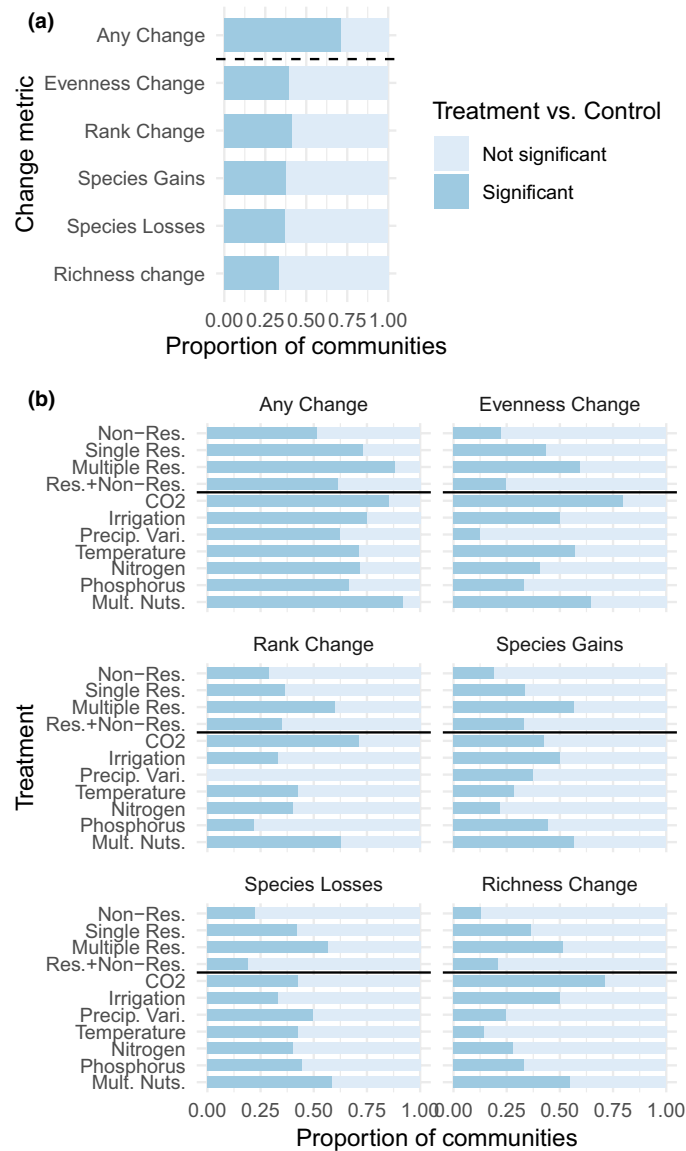 (a)
Any Change
Evenness Change
Rank Change
Species Gains
Species Losses
Richness change
Change metric
0.00 0.25 0.50 0.75 1.00
Proportion of communities
Treatment vs. Control
Not significant
Significant
(b)
Any Change Evenness Change
Non−Res.
Single Res.
Multiple Res.
Res.+Non−Res.
CO2
Irrigation
Precip. Vari.
Temperature
Nitrogen
Phosphorus
Mult. Nuts.
Rank Change Species Gains
Non−Res.
Single Res.
Multiple Res.
Res.+Non−Res.
CO2
Irrigation
Precip. Vari.
Temperature
Nitrogen
Phosphorus
Mult. Nuts.
Treatment
Species Losses Richness Change
Non−Res.
Single Res.
Multiple Res.
Res.+Non−Res.
CO2
Irrigation
Precip. Vari.
Temperature
Nitrogen
Phosphorus
Mult. Nuts.
0.00 0.25 0.50 0.75 1.00 0.00 0.25 0.50 0.75 1.00
Proportion of communities